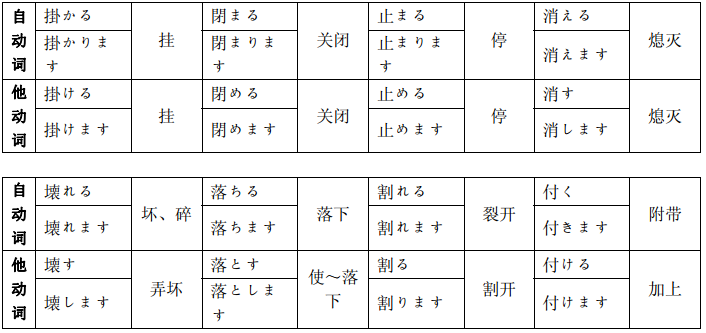 自动词 掛かる 挂 閉まる 关闭 止まる 停 消える 熄灭
掛かります 閉まります 止まります 消えます
他动词 掛ける 挂 閉める 关闭 止める 停 消す 熄灭
掛けます 閉めます 止めます 消します
自动词 壊れる 坏、碎 落ちる 落下 割れる 裂开 付く 附带
壊れます 落ちます 割れます 付きます
他动词 壊す 弄坏 落とす 使～落下 割る 割开 付ける 加上
壊します 落とします 割ります 付けます